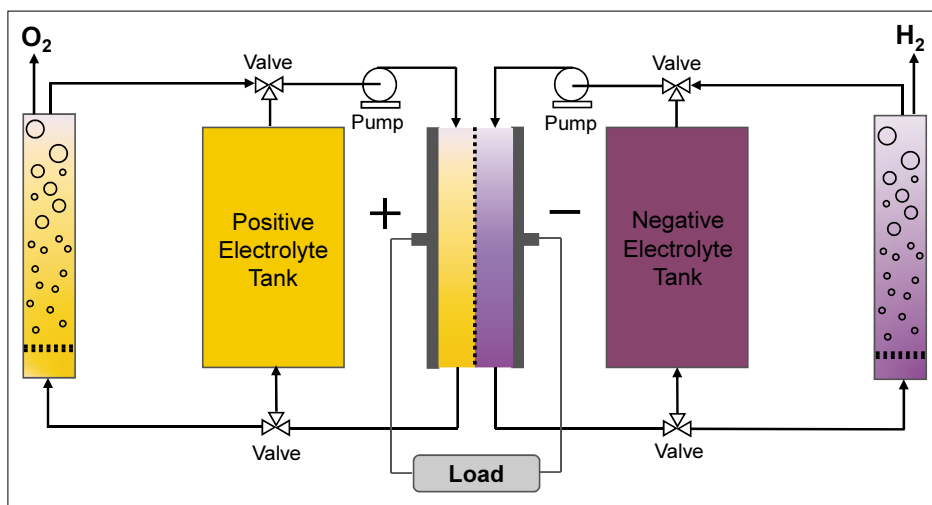 O₂
H₂
Valve
Valve
Pump
Pump
Positive
Electrolyte
Tank
+
−
Negative
Electrolyte
Tank
Valve
Valve
Load